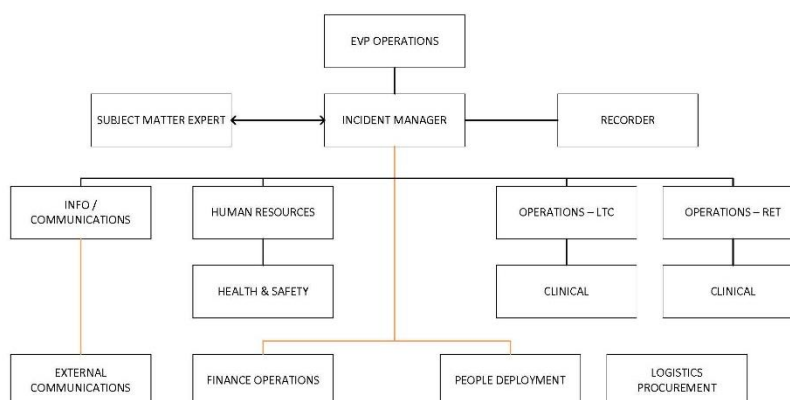 EVP OPERATIONS
SUBJECT MATTER EXPERT
INCIDENT MANAGER
RECORDER
INFO /
COMMUNICATIONS
HUMAN RESOURCES
OPERATIONS – LTC
OPERATIONS – RET
HEALTH & SAFETY
CLINICAL
CLINICAL
EXTERNAL
COMMUNICATIONS
FINANCE OPERATIONS
PEOPLE DEPLOYMENT
LOGISTICS
PROCUREMENT